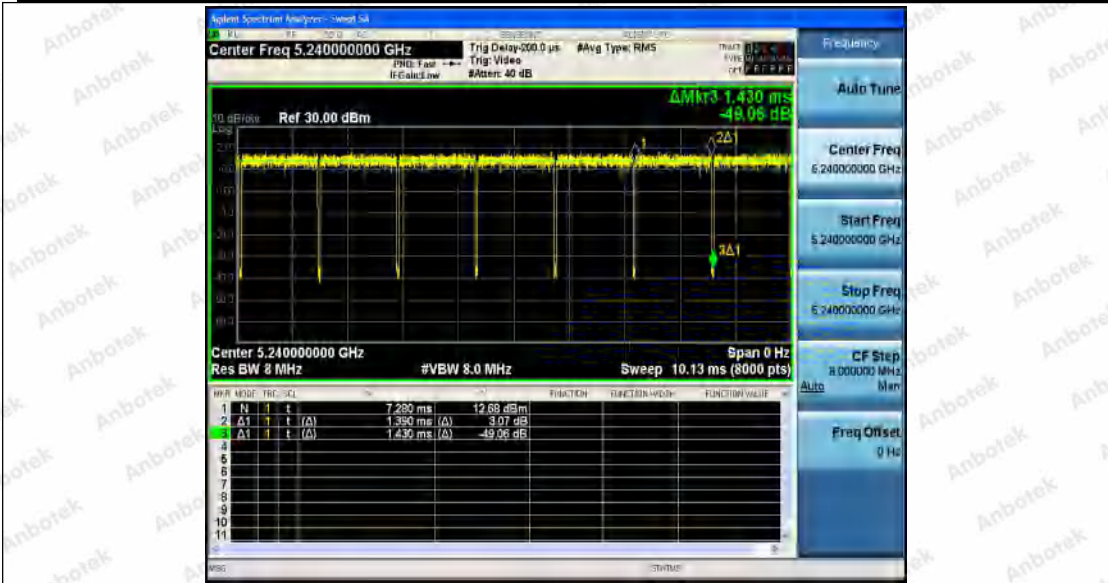 Agilent Spectrum Analyzer - Swept SA
Center Freq 5.240000000 GHz
PNO: Fast
IFGain:Low
Trig Delay-200.0 µs
Trig: Video
#Atten: 40 dB
#Avg Type: RMS
TRACE
TYPE
DET
Frequency
Auto Tune
ΔMkr3 1.430 ms
-49.06 dB
10 dB/div
Log
Ref 30.00 dBm
1
2Δ1
3Δ1
Center Freq
5.240000000 GHz
Start Freq
5.240000000 GHz
Stop Freq
5.240000000 GHz
Center 5.240000000 GHz
Span 0 Hz
Res BW 8 MHz
#VBW 8.0 MHz
Sweep 10.13 ms (8000 pts)
CF Step
8.000000 MHz
Auto Man
MKR MODE TRC SCL X Y FUNCTION FUNCTION WIDTH FUNCTION VALUE
1 N 1 t 7.280 ms 12.68 dBm
2 Δ1 1 t (Δ) 1.390 ms (Δ) 3.07 dB
3 Δ1 1 t (Δ) 1.430 ms (Δ) -49.06 dB
4
5
6
7
8
9
10
11
Freq Offset
0 Hz
MSG
STATUS
Anbotek